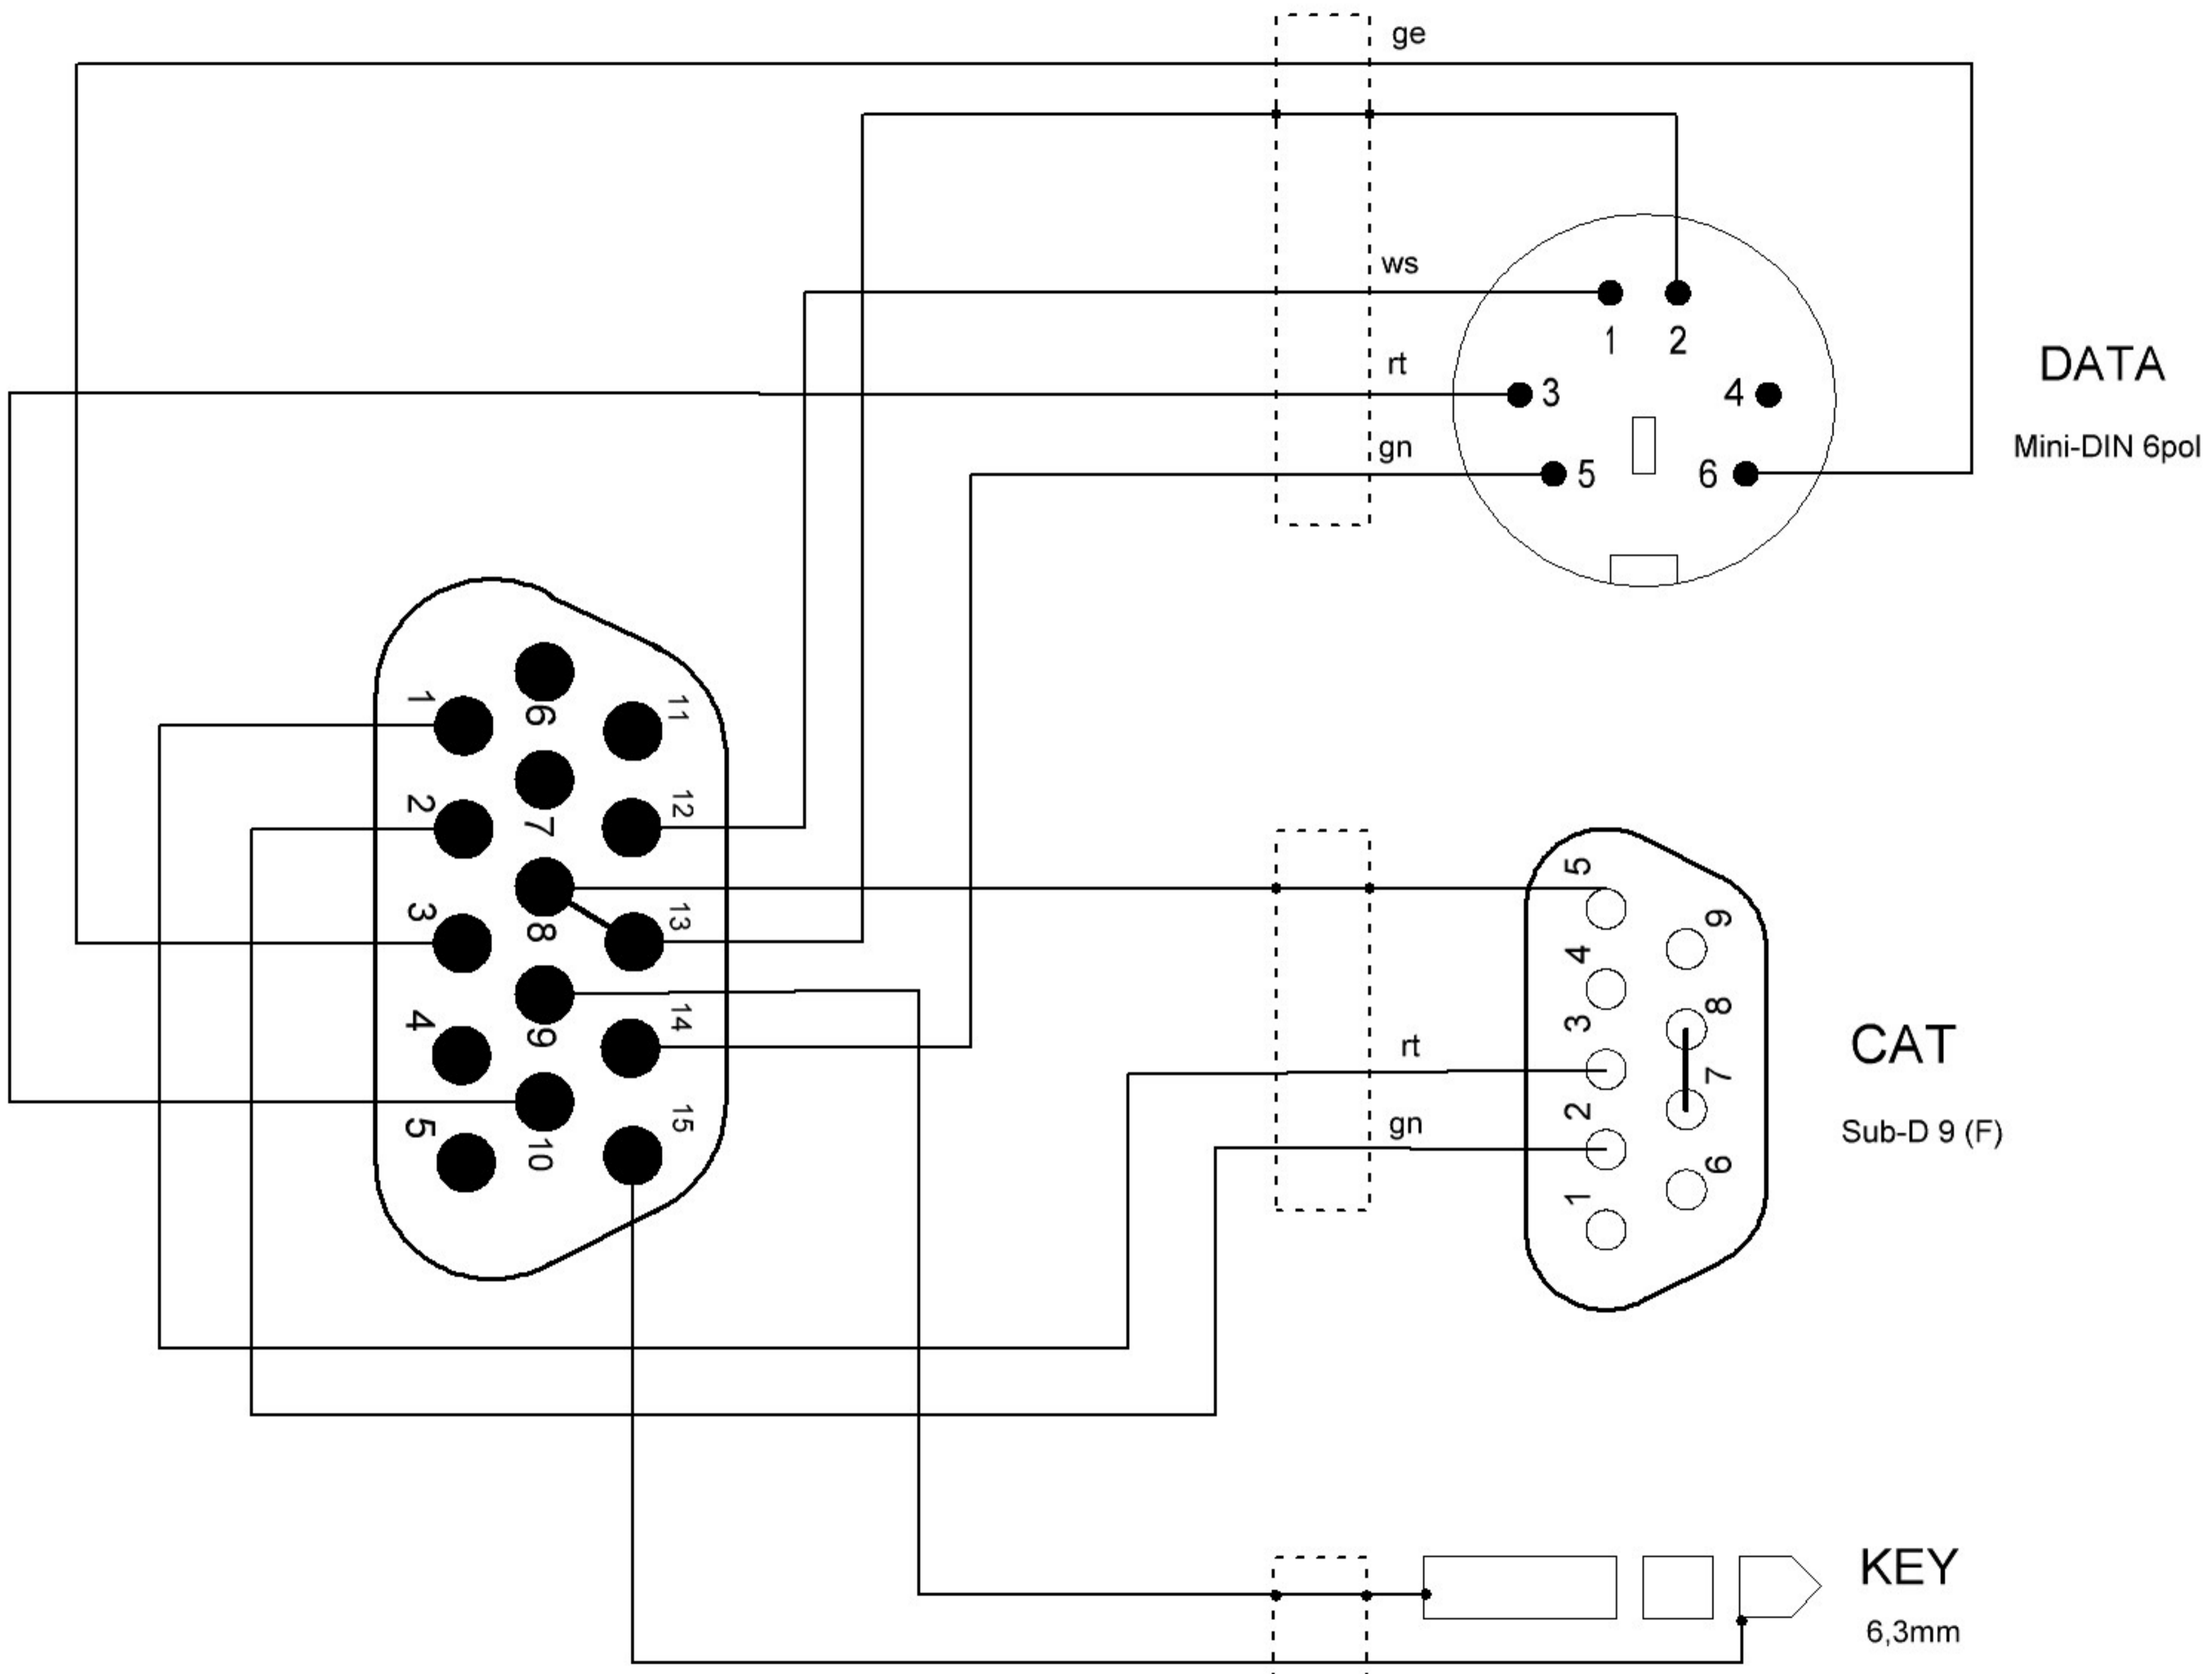 ge
ws
1 2
rt
3 4
DATA
gn
5 6
Mini-DIN 6pol
1 6 11
2 7 12
3 8 13
4 9 14
5 10 15
5
9
4
8
3
rt
7
CAT
2
gn
6
Sub-D 9 (F)
1
KEY
6,3mm